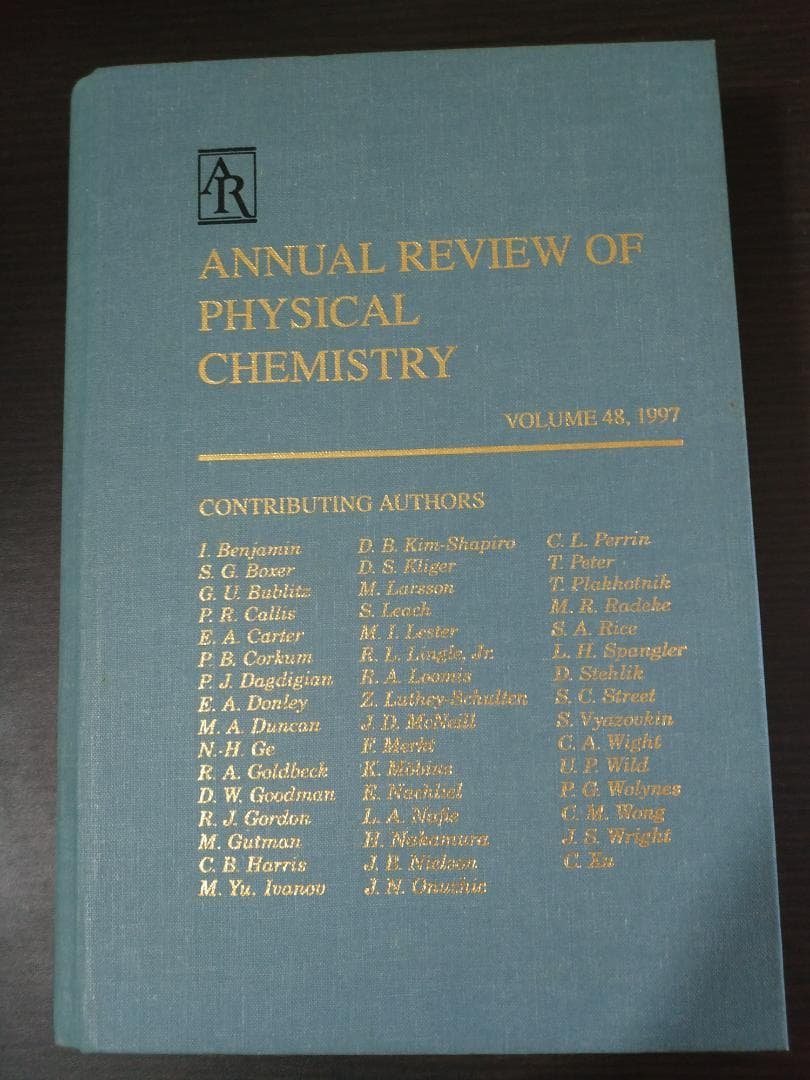 AR
ANNUAL REVIEW OF
PHYSICAL
CHEMISTRY
VOLUME 48, 1997
CONTRIBUTING AUTHORS
I. Benjamin
S. G. Boxer
G. U. Bublitz
P. R. Callis
E. A. Carter
P. B. Corkum
P. J. Dagdigian
E. A. Donley
M. A. Duncan
N.-H. Ge
R. A. Goldbeck
D. W. Goodman
R. J. Gordon
M. Gutman
C. B. Harris
M. Yu. Ivanov
D. B. Kim-Shapiro
D. S. Kliger
M. Larsson
S. Leach
M. I. Lester
R. L. Lingle, Jr.
R. A. Loomis
Z. Luthey-Schulten
J. D. McNeill
F. Merkt
K. Möbius
E. Nachliel
L. A. Nafie
H. Nakamura
J. B. Nielson
J. N. Onuchic
C. L. Perrin
T. Peter
T. Plakhotnik
M. R. Radeke
S. A. Rice
L. H. Spangler
D. Stehlik
S. C. Street
S. Vyazovkin
C. A. Wight
U. P. Wild
P. G. Wolynes
C. M. Wong
J. S. Wright
C. Xu